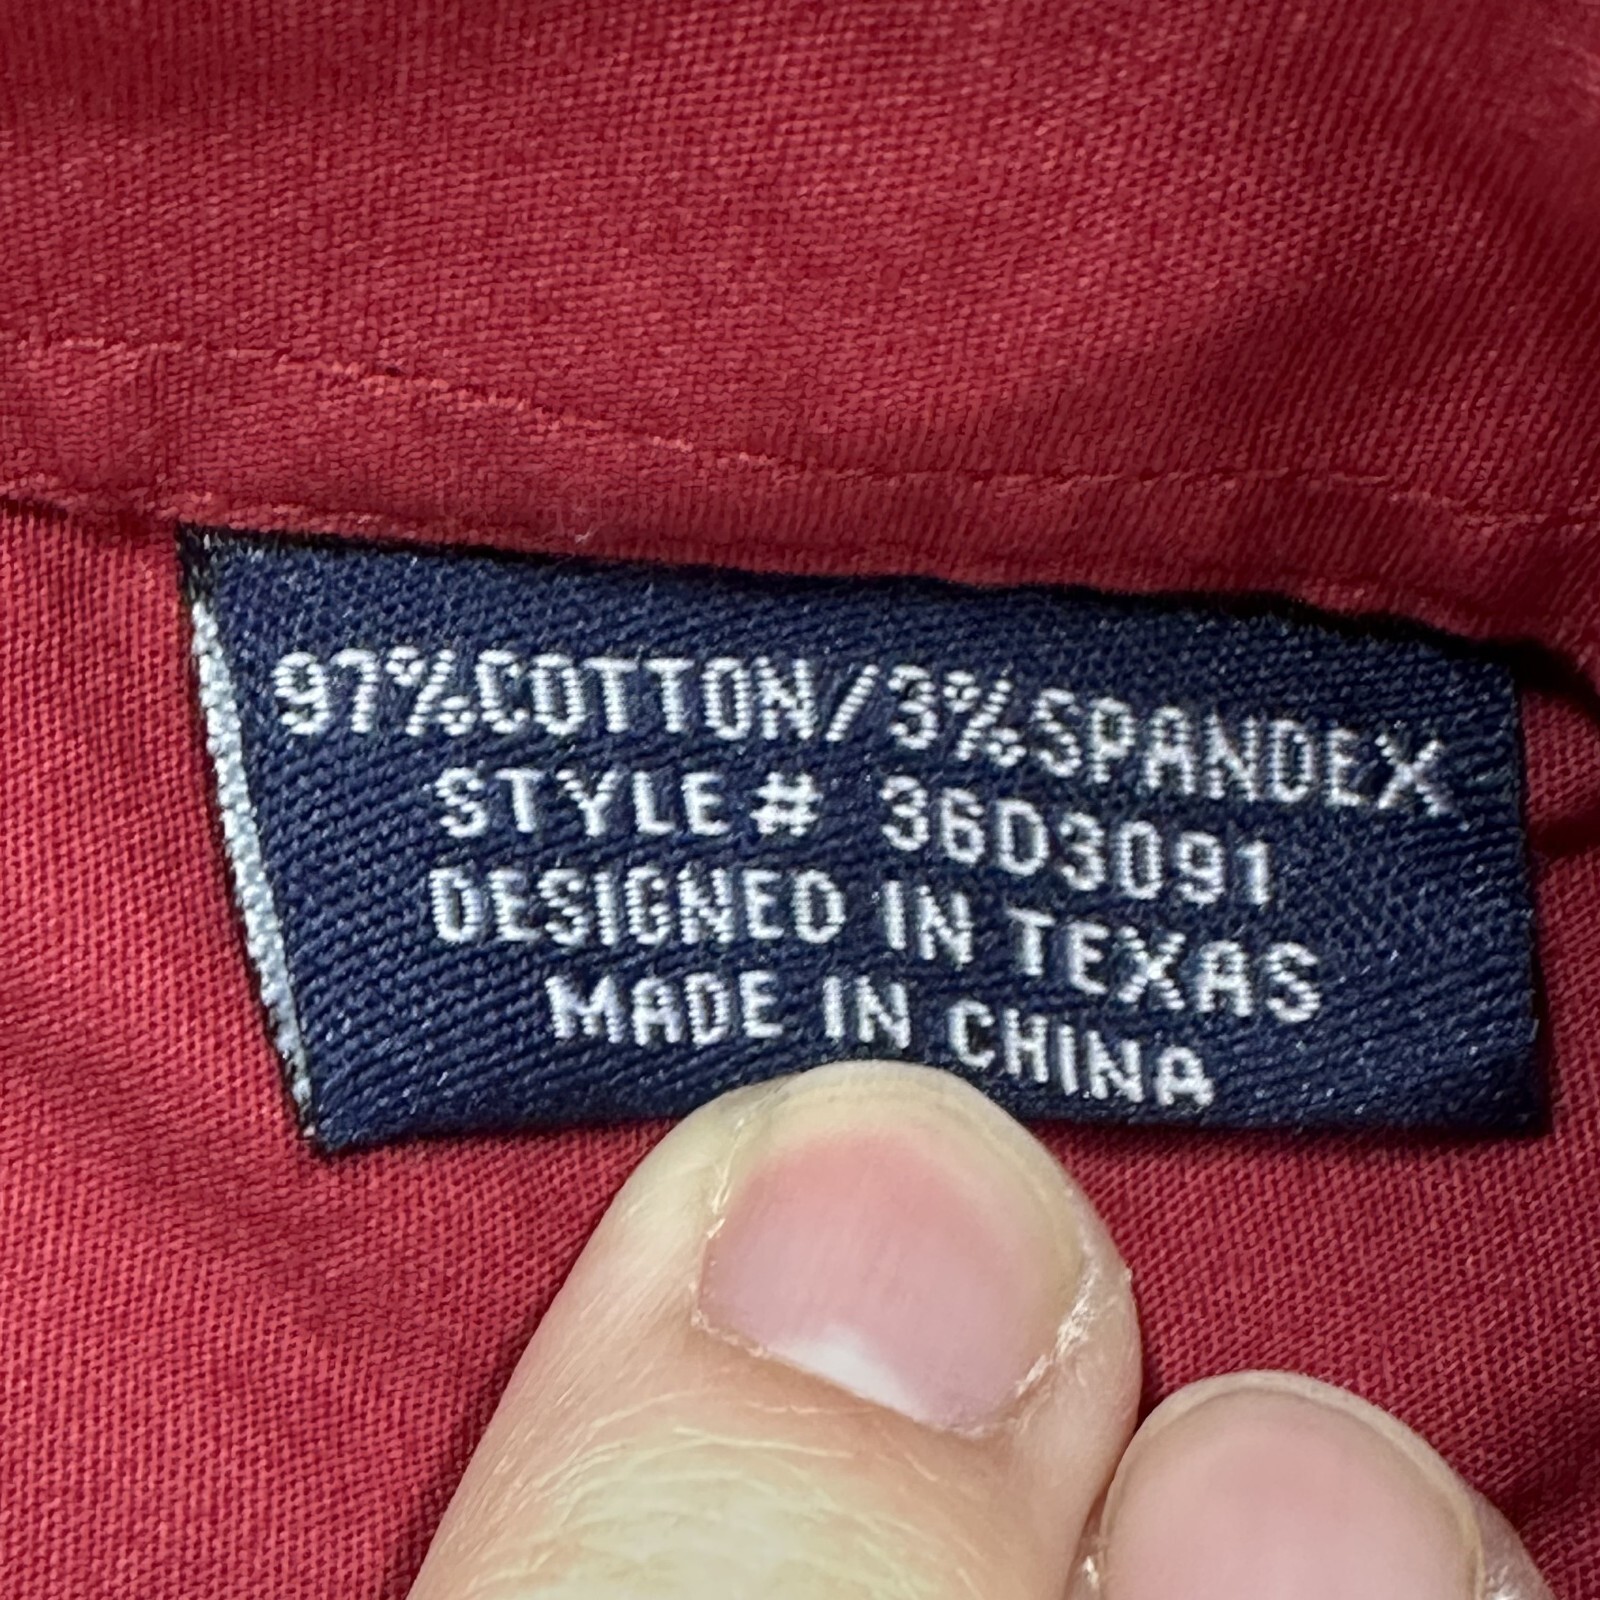 97%COTTON/3%SPANDEX
STYLE# 36D3091
DESIGNED IN TEXAS
MADE IN CHINA